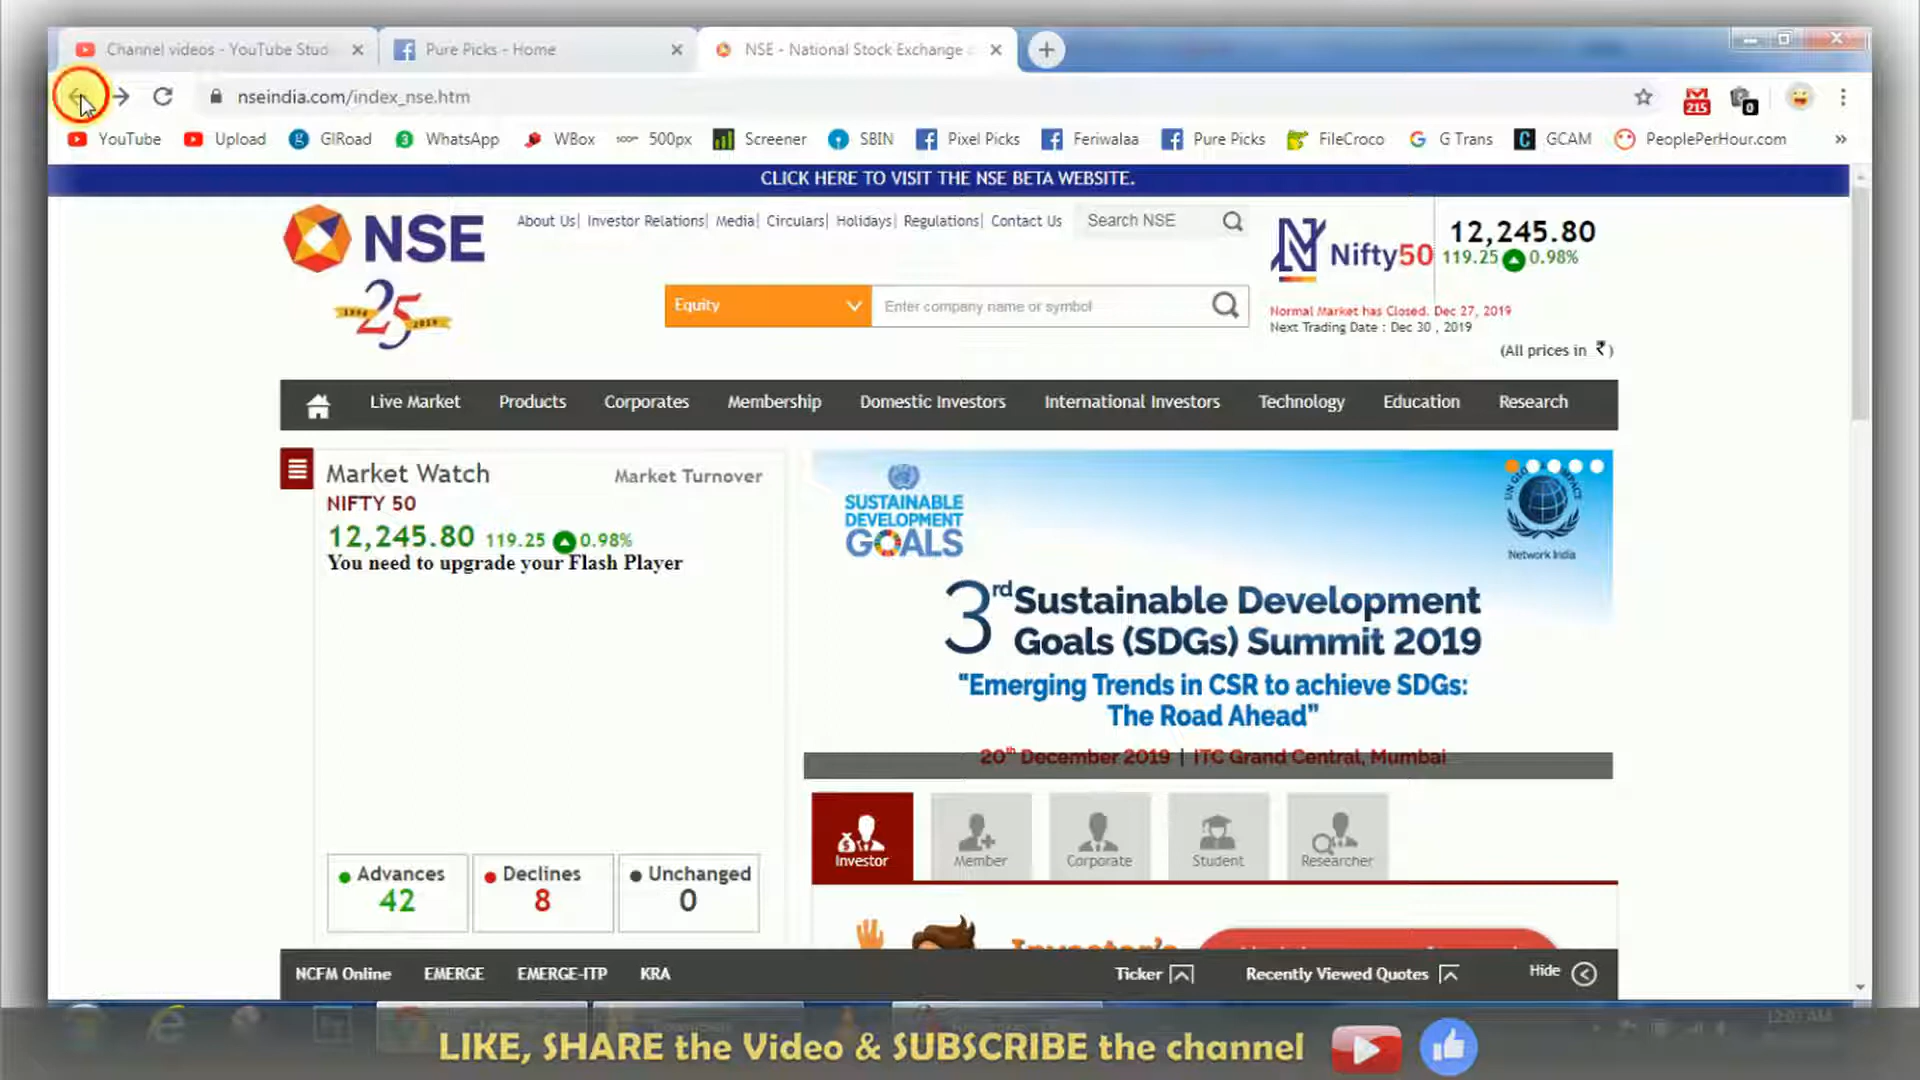 Channel videos - YouTube Stud
Pure Picks - Home
NSE - National Stock Exchange
nseindia.com/index_nse.htm
215
0
YouTube
Upload
GIRoad
WhatsApp
WBox
500px
Screener
SBIN
Pixel Picks
Feriwalaa
Pure Picks
FileCroco
G Trans
GCAM
PeoplePerHour.com
»
CLICK HERE TO VISIT THE NSE BETA WEBSITE.
NSE
25
About Us| Investor Relations| Media| Circulars| Holidays| Regulations| Contact Us
Search NSE
Nifty50
12,245.80
119.25 0.98%
Equity
Enter company name or symbol
Normal Market has Closed. Dec 27, 2019
Next Trading Date : Dec 30 , 2019
(All prices in ₹)
Live Market
Products
Corporates
Membership
Domestic Investors
International Investors
Technology
Education
Research
Market Watch
Market Turnover
NIFTY 50
12,245.80 119.25 0.98%
You need to upgrade your Flash Player
SUSTAINABLE
DEVELOPMENT
GOALS
Network India
3rd Sustainable Development
Goals (SDGs) Summit 2019
"Emerging Trends in CSR to achieve SDGs:
The Road Ahead"
20th December 2019 | ITC Grand Central, Mumbai
Investor
Member
Corporate
Student
Researcher
Advances
42
Declines
8
Unchanged
0
Investor's
NCFM Online
EMERGE
EMERGE-ITP
KRA
Ticker
Recently Viewed Quotes
Hide
12:03 AM
LIKE, SHARE the Video & SUBSCRIBE the channel